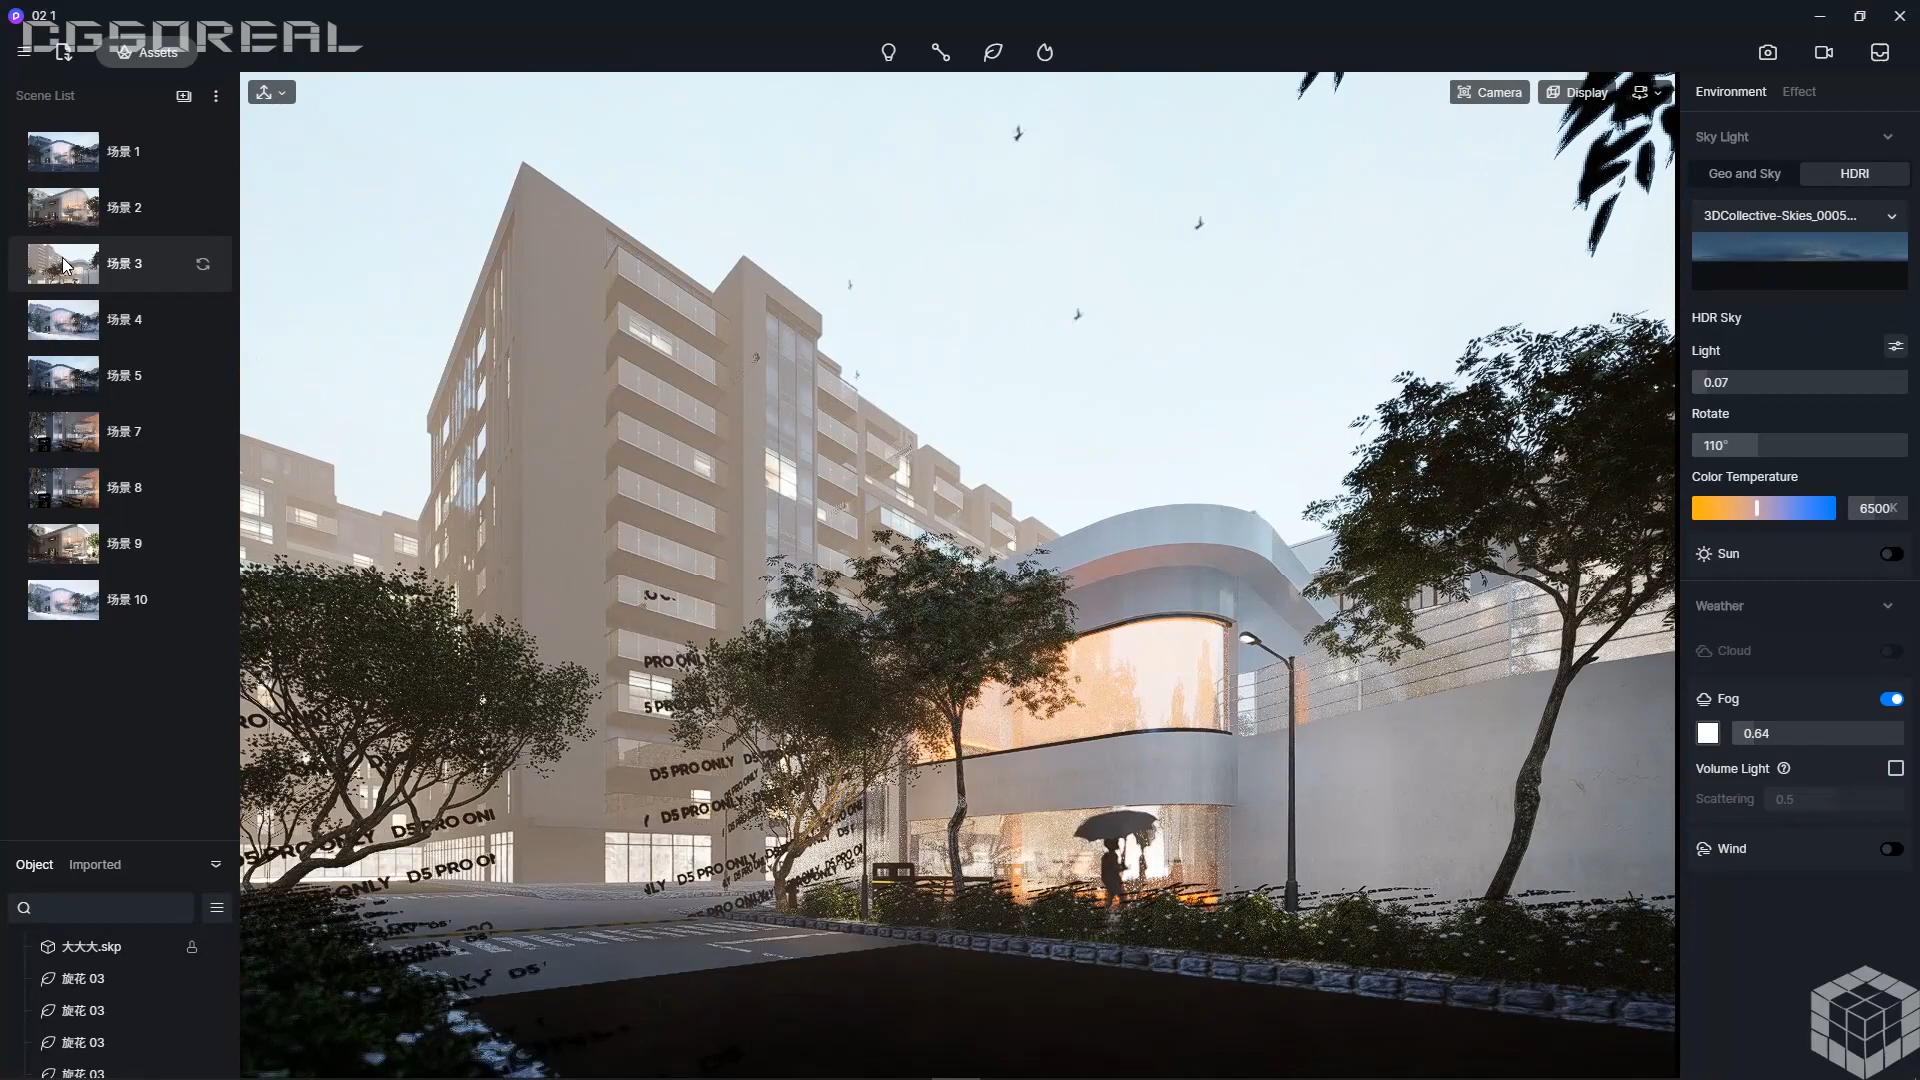 02 1
CGSOREAL
Assets
Scene List
Camera
Display
Environment
Effect
场景 1
场景 2
场景 3
场景 4
场景 5
场景 7
场景 8
场景 9
场景 10
Sky Light
Geo and Sky
HDRI
3DCollective-Skies_0005...
HDR Sky
Light
0.07
Rotate
110°
Color Temperature
6500K
Sun
Weather
Cloud
Fog
0.64
Volume Light
Scattering
0.5
Wind
PRO ONLY
D5 PRO ONLY
D5 PRO
D5 PRO ONLY
D5 PRO ONLY
Object
Imported
大大大.skp
旋花 03
旋花 03
旋花 03
旋花 03